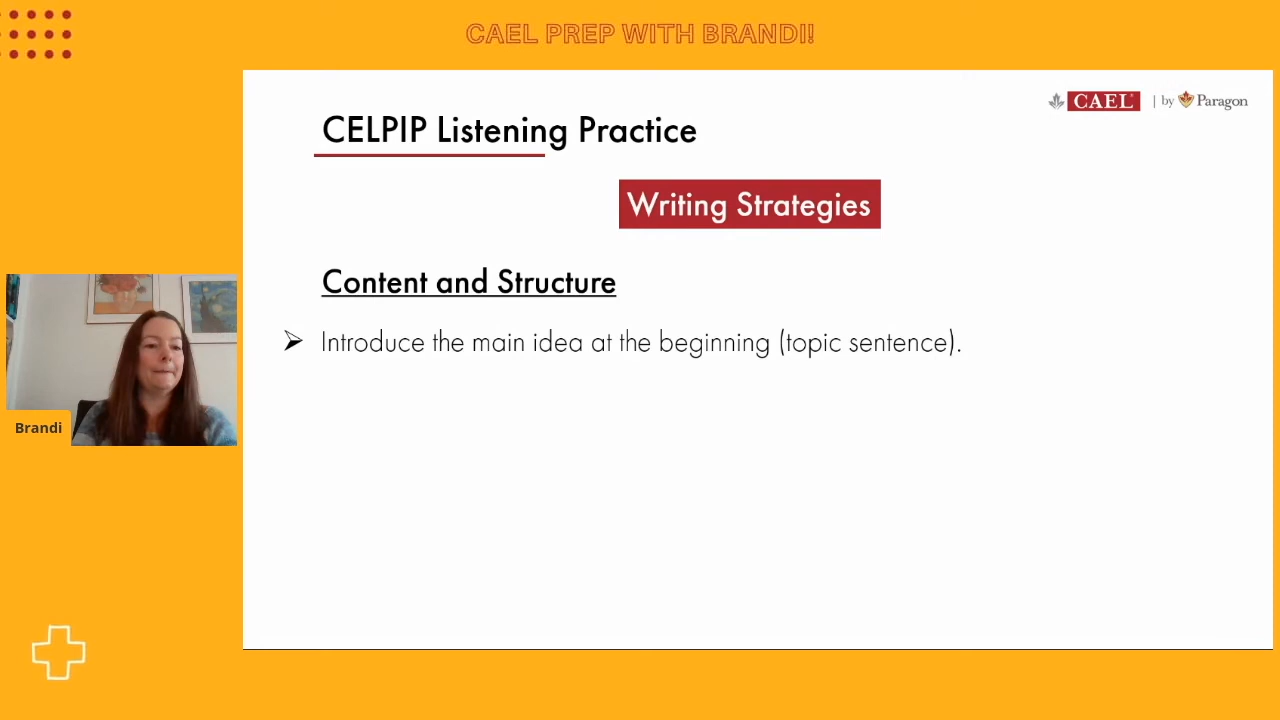 CAEL PREP WITH BRANDI!
CAEL | by Paragon
CELPIP Listening Practice
Writing Strategies
Content and Structure
➢ Introduce the main idea at the beginning (topic sentence).
Brandi